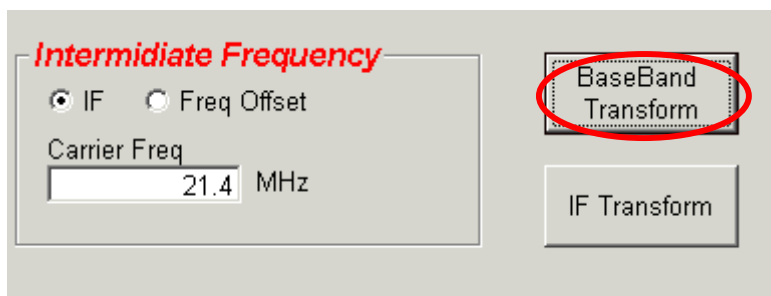 Intermidiate Frequency
IF Freq Offset
Carrier Freq
21.4 MHz
BaseBand
Transform
IF Transform